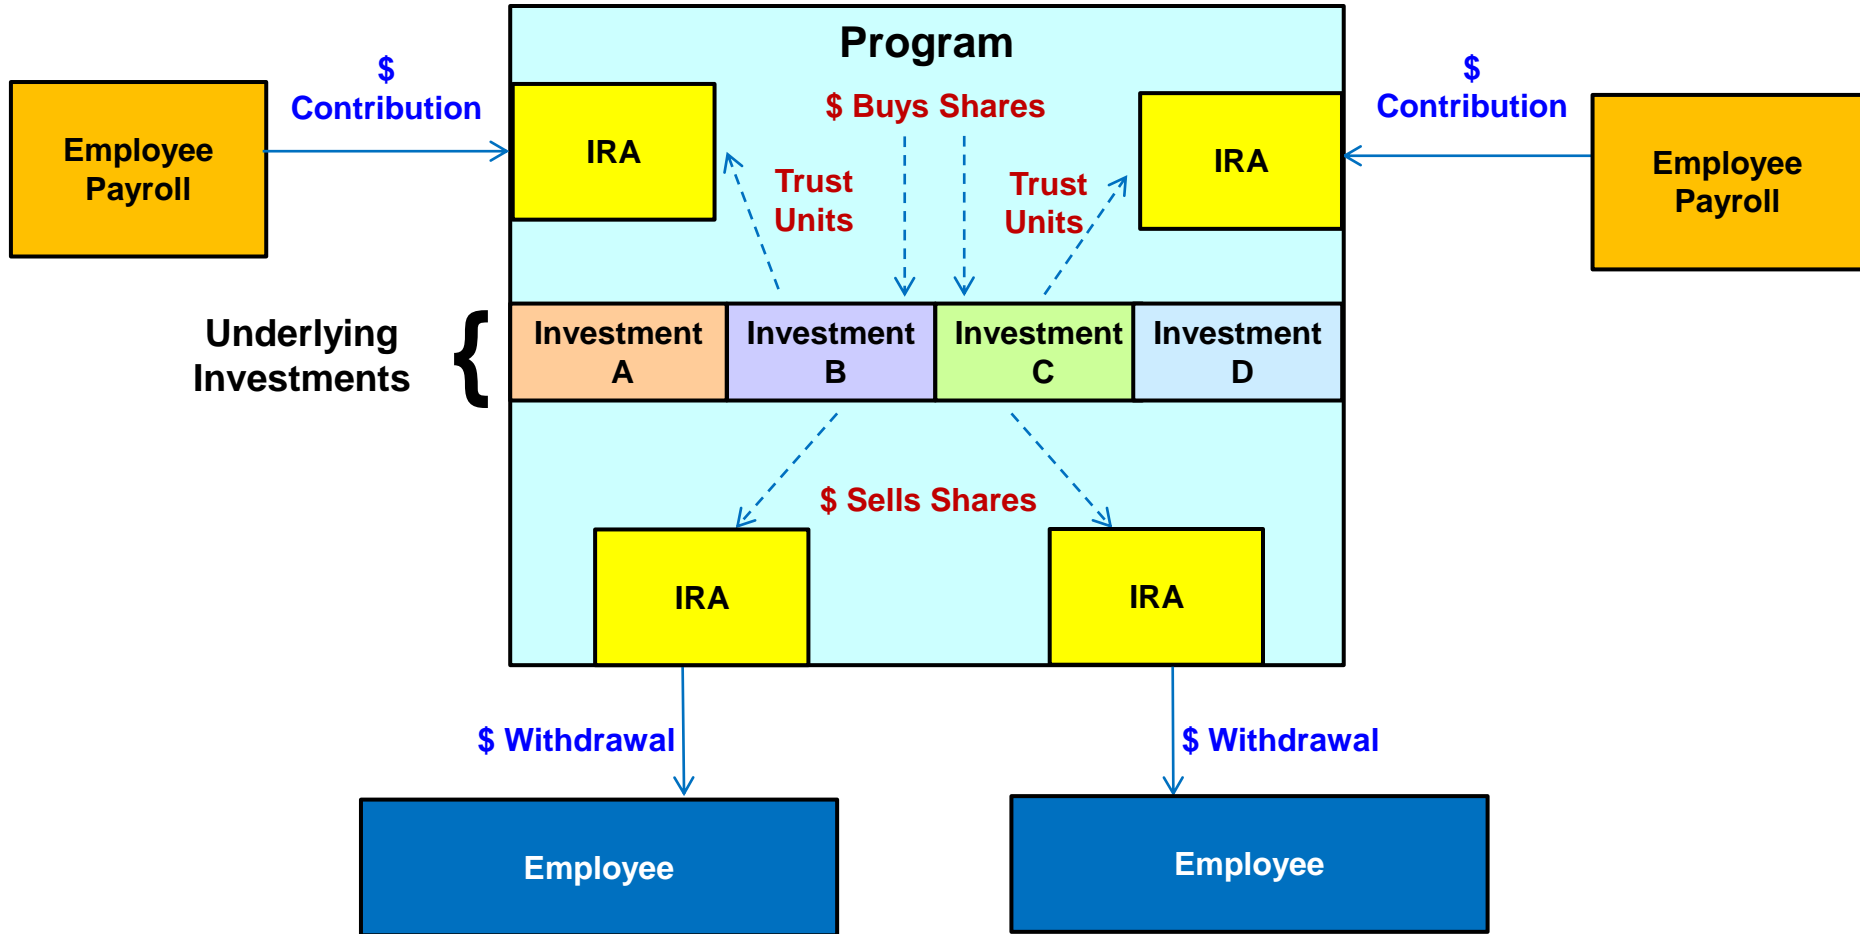 Program
$
Contribution
Employee
Payroll
IRA
$ Buys Shares
Trust
Units
Trust
Units
IRA
$
Contribution
Employee
Payroll
Underlying
Investments
{
Investment
A
Investment
B
Investment
C
Investment
D
$ Sells Shares
IRA
IRA
$ Withdrawal
$ Withdrawal
Employee
Employee